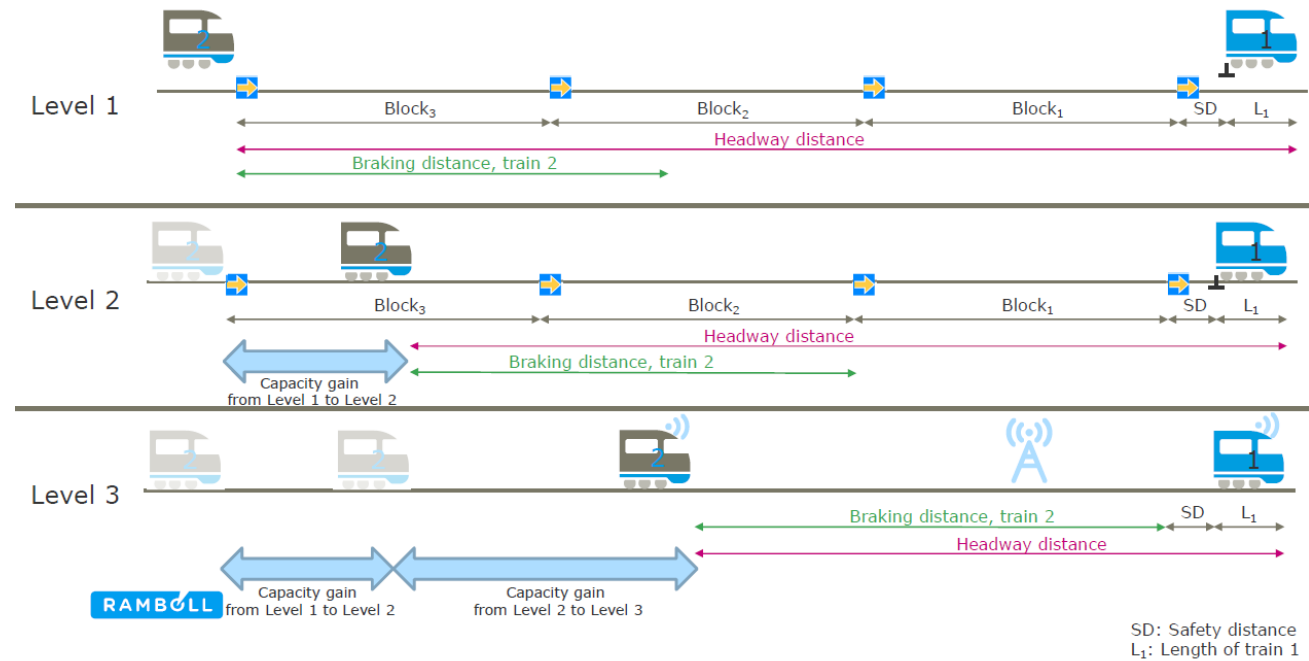 2
1
Level 1
Block₃
Block₂
Block₁
SD
L₁
Headway distance
Braking distance, train 2
2
2
1
Level 2
Block₃
Block₂
Block₁
SD
L₁
Headway distance
Braking distance, train 2
Capacity gain
from Level 1 to Level 2
2
2
2
1
Level 3
Braking distance, train 2
SD
L₁
Headway distance
Capacity gain
from Level 1 to Level 2
Capacity gain
from Level 2 to Level 3
RAMBOLL
SD: Safety distance
L₁: Length of train 1